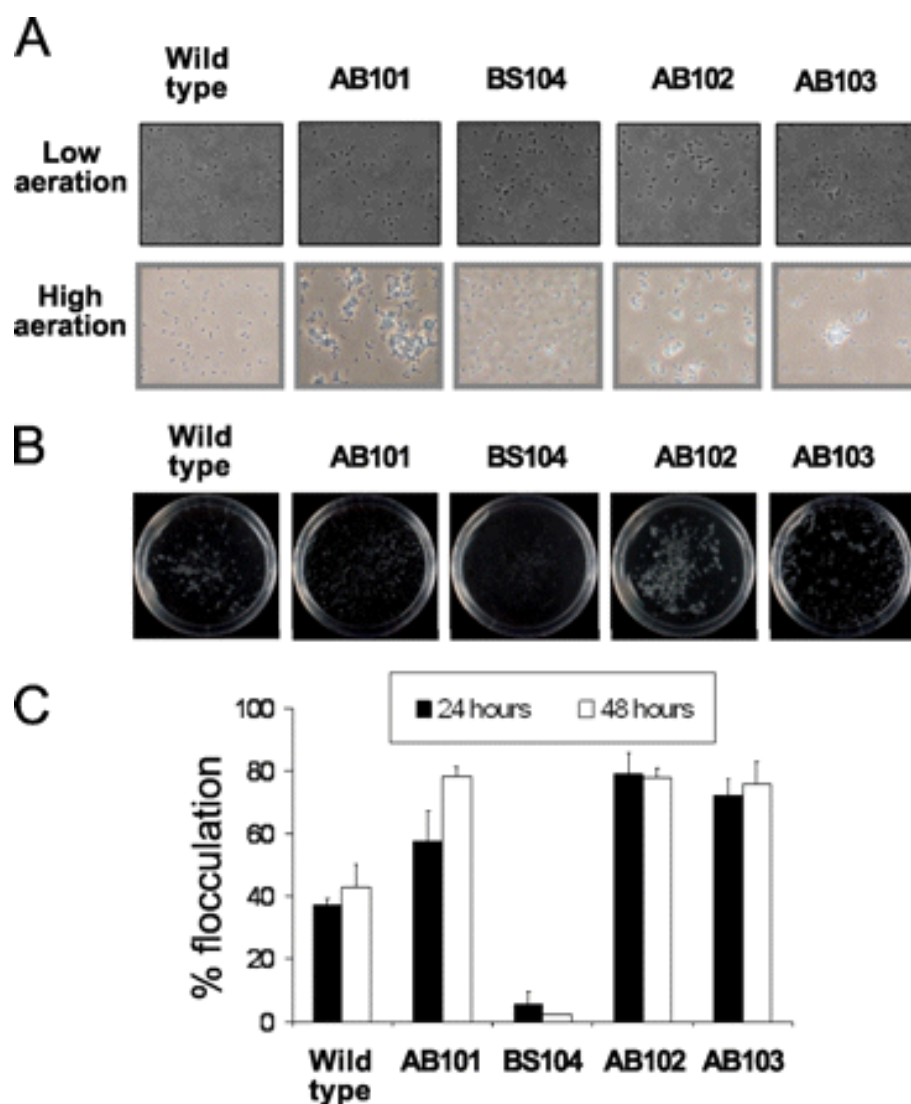 A
Wild
type
AB101
BS104
AB102
AB103
Low
aeration
High
aeration
B
Wild
type
AB101
BS104
AB102
AB103
C
24 hours
48 hours
100
80
60
40
20
0
% flocculation
Wild
type
AB101
BS104
AB102
AB103